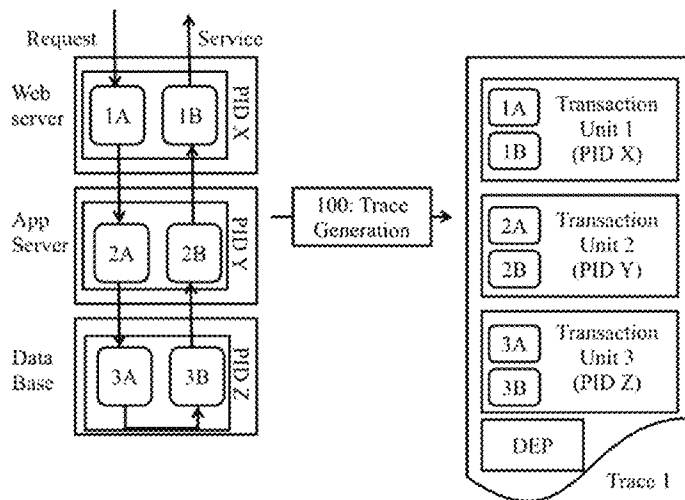 Request
Service
Web
server
1A
1B
PID X
App
Server
2A
2B
PID Y
Data
Base
3A
3B
PID Z
100: Trace
Generation
1A
1B
Transaction
Unit 1
(PID X)
2A
2B
Transaction
Unit 2
(PID Y)
3A
3B
Transaction
Unit 3
(PID Z)
DEP
Trace 1